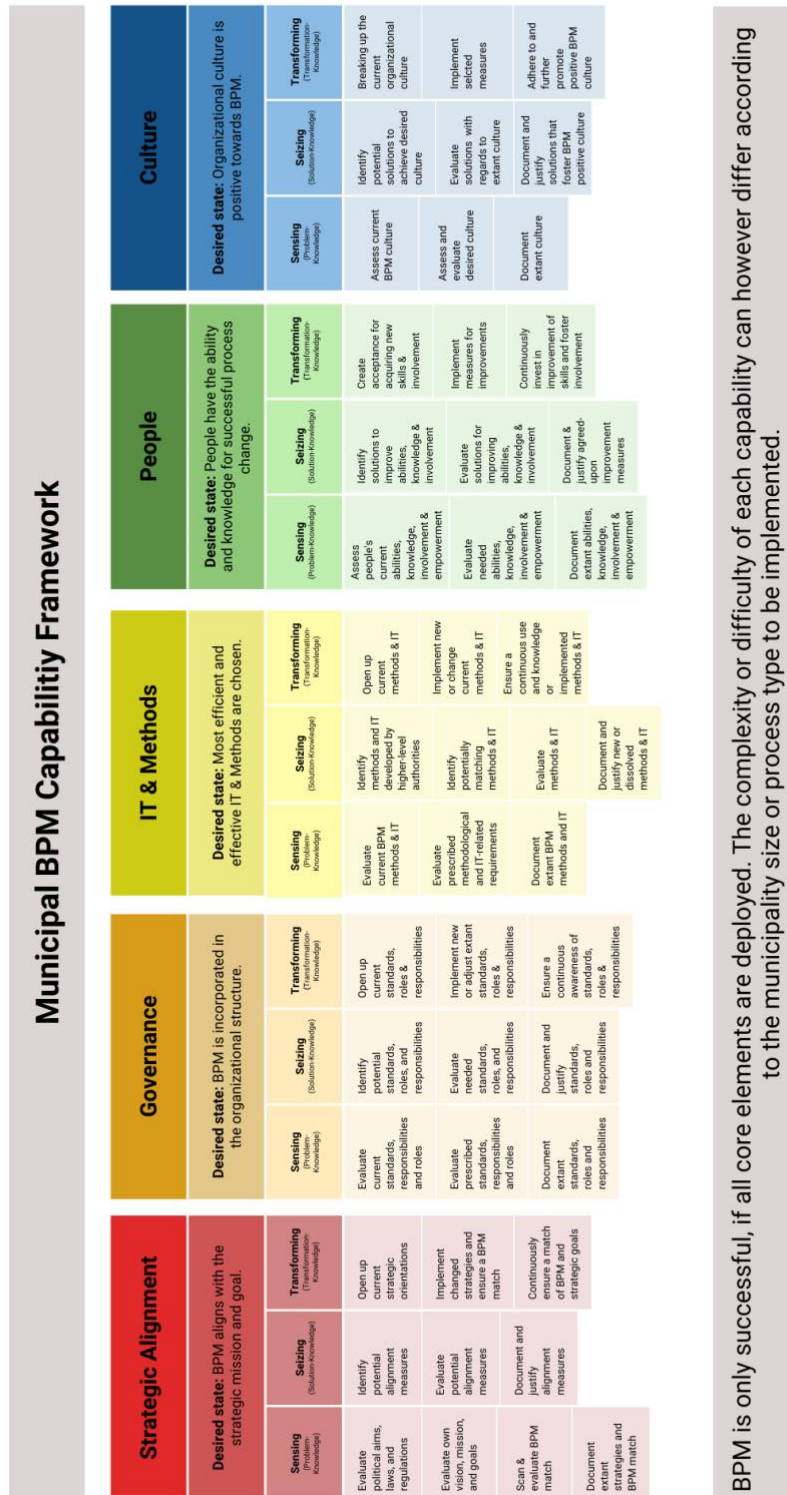 Municipal BPM Capabilitiy Framework
Strategic Alignment
Desired state: BPM aligns with the
strategic mission and goal.
Sensing
(Problem-
Knowledge)
Evaluate
political aims,
laws, and
regulations
Evaluate own
vision, mission,
and goals
Scan &
evaluate BPM
match
Document
extant
strategies and
BPM match
Seizing
(Solution-Knowledge)
Identify
potential
alignment
measures
Evaluate
potential
alignment
measures
Document and
justify
alignment
measures
Transforming
(Transformation-
Knowledge)
Open up
current
strategic
orientations
Implement
changed
strategies and
ensure a BPM
match
Continuously
ensure a match
of BPM and
strategic goals
Governance
Desired state: BPM is incorporated in
the organizational structure.
Sensing
(Problem-
Knowledge)
Evaluate
current
standards,
responsibilities
and roles
Evaluate
prescribed
standards,
responsibilities
and roles
Document
extant
standards,
roles and
responsibilities
Seizing
(Solution-Knowledge)
Identify
potential
standards,
roles, and
responsibilities
Evaluate
needed
standards,
roles, and
responsibilities
Document and
justify
standards,
roles and
responsibilities
Transforming
(Transformation-
Knowledge)
Open up
current
standards,
roles &
responsibilities
Implement new
or adjust extant
standards,
roles &
responsibilities
Ensure a
continuous
awareness of
standards,
roles &
responsibilities
IT & Methods
Desired state: Most efficient and
effective IT & Methods are chosen.
Sensing
(Problem-
Knowledge)
Evaluate
current BPM
methods & IT
Evaluate
prescribed
methodological
and IT-related
requirements
Document
extant BPM
methods and IT
Seizing
(Solution-Knowledge)
Identify
methods and IT
developed by
higher-level
authorities
Identify
potentially
matching
methods & IT
Evaluate
methods & IT
Document and
justify new or
dissolved
methods & IT
Transforming
(Transformation-
Knowledge)
Open up
current
methods & IT
Implement new
or change
current
methods & IT
Ensure a
continuous use
and knowledge
or
implemented
methods & IT
People
Desired state: People have the ability
and knowledge for successful process
change.
Sensing
(Problem-Knowledge)
Assess
people's
current
abilities,
knowledge,
involvement &
empowerment
Evaluate
needed
abilities,
knowledge,
involvement &
empowerment
Document
extant abilities,
knowledge,
involvement &
empowerment
Seizing
(Solution-Knowledge)
Identify
solutions to
improve
abilities,
knowledge &
involvement
Evaluate
solutions for
improving
abilities,
knowledge &
involvement
Document &
justify agreed-
upon
improvement
measures
Transforming
(Transformation-
Knowledge)
Create
acceptance for
acquiring new
skills &
involvement
Implement
measures for
improvements
Continuously
invest in
improvement of
skills and foster
involvement
Culture
Desired state: Organizational culture is
positive towards BPM.
Sensing
(Problem-
Knowledge)
Assess current
BPM culture
Assess and
evaluate
desired culture
Document
extant culture
Seizing
(Solution-Knowledge)
Identify
potential
solutions to
achieve desired
culture
Evaluate
solutions with
regards to
extant culture
Document and
justify
solutions that
foster BPM
positive culture
Transforming
(Transformation-
Knowledge)
Breaking up the
current
organizational
culture
Implement
selcted
measures
Adhere to and
further
promote
positive BPM
culture
BPM is only successful, if all core elements are deployed. The complexity or difficulty of each capability can however differ according
to the municipality size or process type to be implemented.